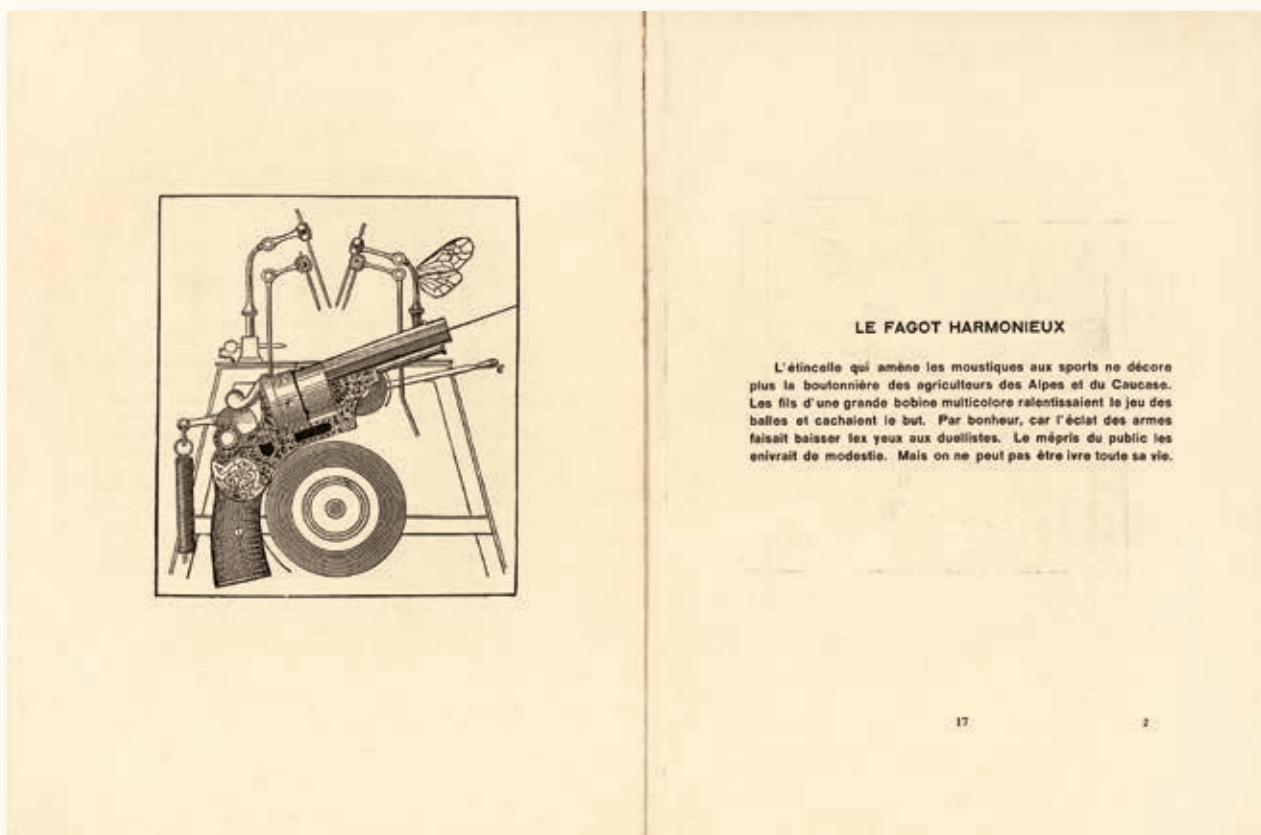 LE FAGOT HARMONIEUX
L'étincelle qui amène les moustiques aux sports ne décore
plus la boutonnière des agriculteurs des Alpes et du Caucase.
Les fils d'une grande bobine multicolore ralentissaient le jeu des
balles et cachaient le but. Par bonheur, car l'éclat des armes
faisait baisser lex yeux aux duellistes. Le mépris du public les
enivrait de modestie. Mais on ne peut pas être ivre toute sa vie.
17 2